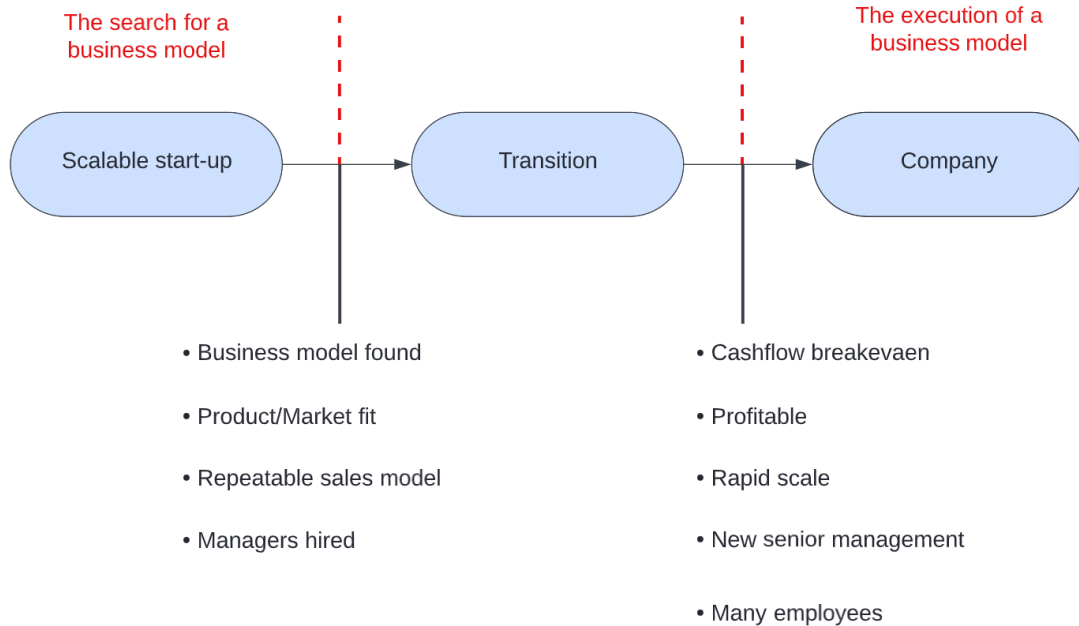 The search for a
business model
The execution of a
business model
Scalable start-up
Transition
Company
• Business model found
• Product/Market fit
• Repeatable sales model
• Managers hired
• Cashflow breakevaen
• Profitable
• Rapid scale
• New senior management
• Many employees